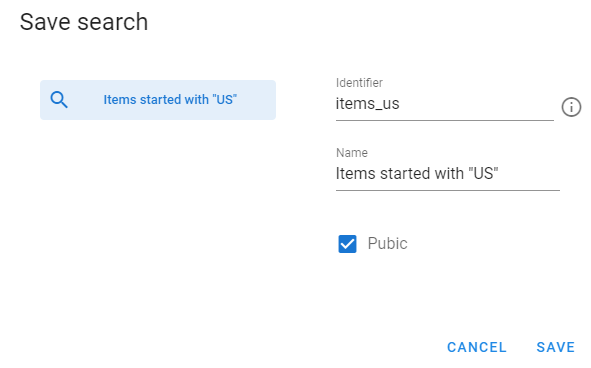 Save search
Items started with "US"
Identifier
items_us
Name
Items started with "US"
Pubic
CANCEL
SAVE